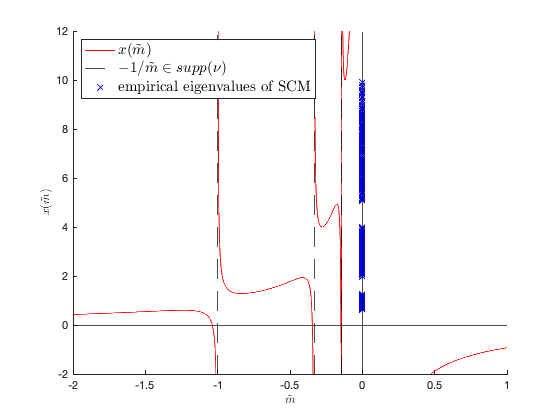 12
10
8
6
4
2
0
-2
x(m̃)
x(m̃)
−1/m̃ ∈ supp(ν)
empirical eigenvalues of SCM
-2 -1.5 -1 -0.5 0 0.5 1
m̃